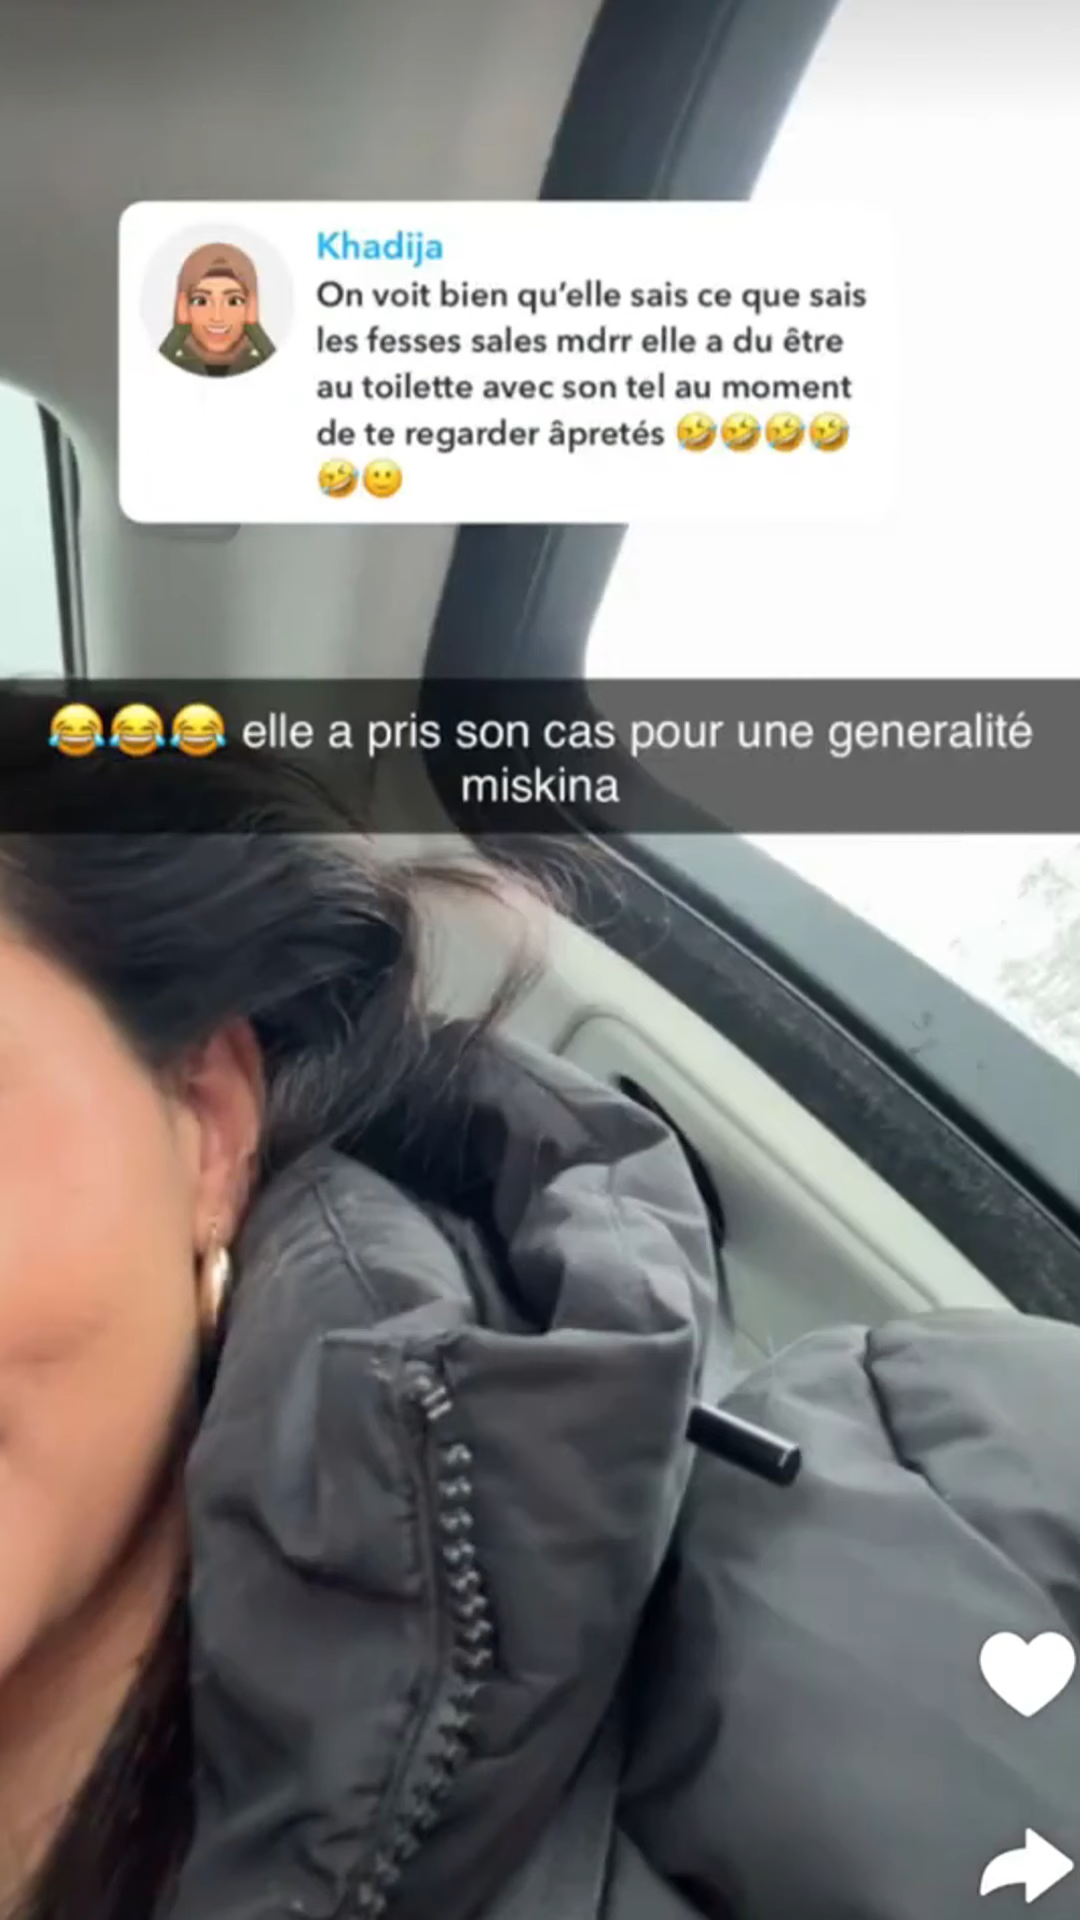 Khadija
On voit bien qu’elle sais ce que sais
les fesses sales mdrr elle a du être
au toilette avec son tel au moment
de te regarder âpretés 🤣🤣🤣🤣
🤣🙂
😂😂😂 elle a pris son cas pour une generalité
miskina